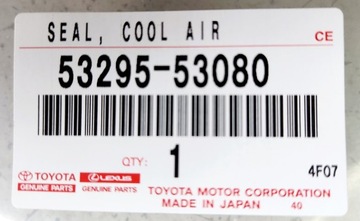 SEAL, COOL AIR CE
53295-53080
QTY: 1 4F07
TOYOTA LEXUS
GENUINE PARTS GENUINE PARTS
TOYOTA MOTOR CORPORATION
MADE IN JAPAN 40